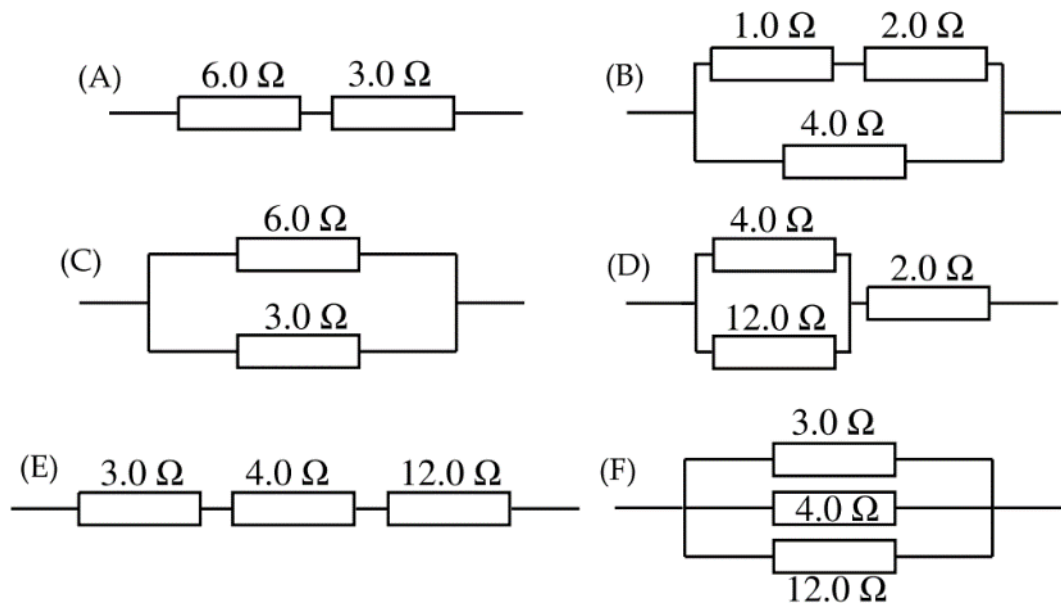 (A)
6.0 Ω 3.0 Ω
(B)
1.0 Ω 2.0 Ω
4.0 Ω
(C)
6.0 Ω
3.0 Ω
(D)
4.0 Ω
12.0 Ω
2.0 Ω
(E)
3.0 Ω 4.0 Ω 12.0 Ω
(F)
3.0 Ω
4.0 Ω
12.0 Ω